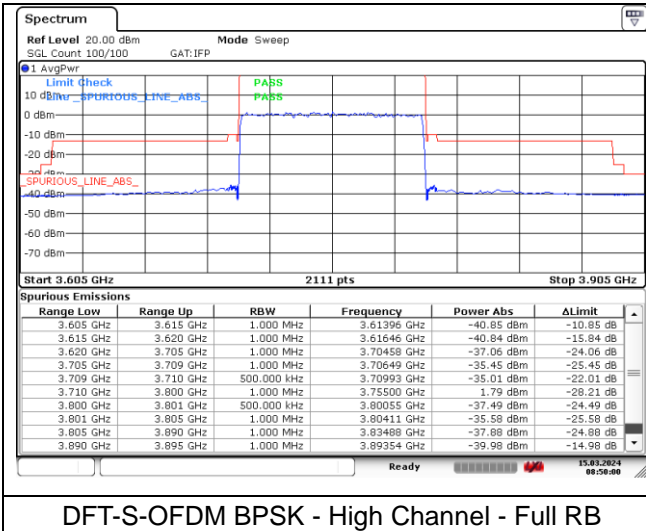 Spectrum
Ref Level 20.00 dBm Mode Sweep
SGL Count 100/100 GAT:IFP
1 AvgPwr
Limit Check PASS
10 dBm
Line _SPURIOUS_LINE_ABS_ PASS
0 dBm
-10 dBm
-20 dBm
-30 dBm
_SPURIOUS_LINE_ABS_
-40 dBm
-50 dBm
-60 dBm
-70 dBm
Start 3.605 GHz 2111 pts Stop 3.905 GHz
Spurious Emissions
Range Low Range Up RBW Frequency Power Abs ΔLimit
3.605 GHz 3.615 GHz 1.000 MHz 3.61396 GHz -40.85 dBm -10.85 dB
3.615 GHz 3.620 GHz 1.000 MHz 3.61646 GHz -40.84 dBm -15.84 dB
3.620 GHz 3.705 GHz 1.000 MHz 3.70458 GHz -37.06 dBm -24.06 dB
3.705 GHz 3.709 GHz 1.000 MHz 3.70649 GHz -35.45 dBm -25.45 dB
3.709 GHz 3.710 GHz 500.000 kHz 3.70993 GHz -35.01 dBm -22.01 dB
3.710 GHz 3.800 GHz 1.000 MHz 3.75500 GHz 1.79 dBm -28.21 dB
3.800 GHz 3.801 GHz 500.000 kHz 3.80055 GHz -37.49 dBm -24.49 dB
3.801 GHz 3.805 GHz 1.000 MHz 3.80411 GHz -35.58 dBm -25.58 dB
3.805 GHz 3.890 GHz 1.000 MHz 3.83488 GHz -37.88 dBm -24.88 dB
3.890 GHz 3.895 GHz 1.000 MHz 3.89354 GHz -39.98 dBm -14.98 dB
Ready 15.03.2024
08:50:00
DFT-S-OFDM BPSK - High Channel - Full RB